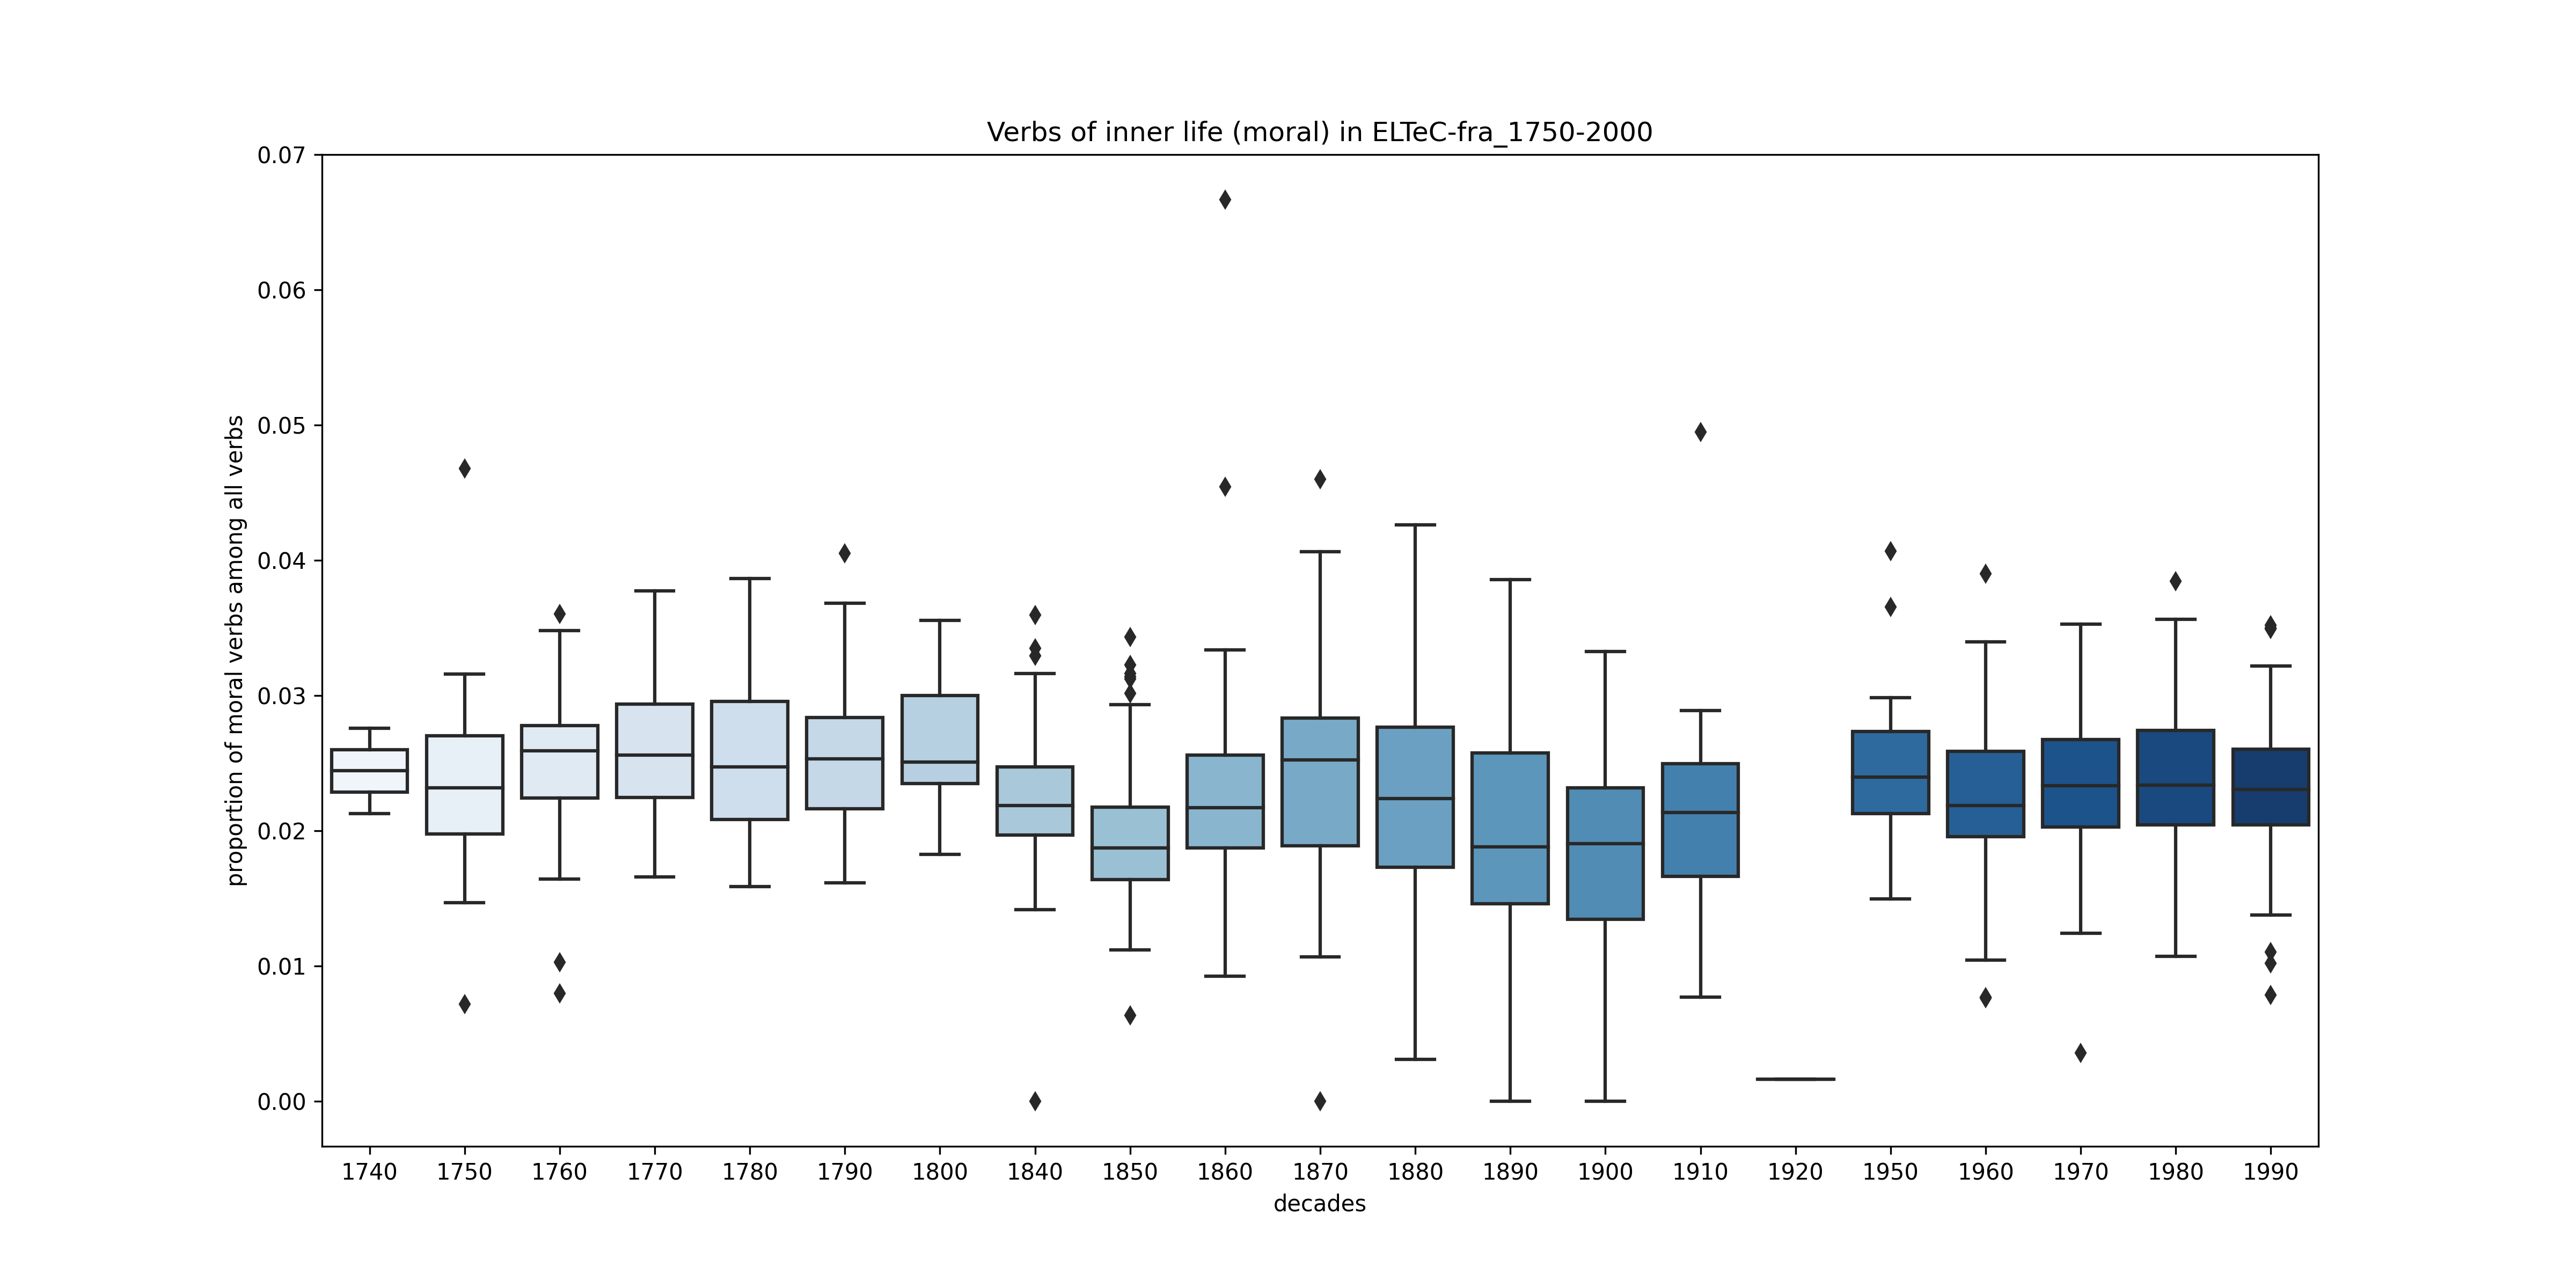 Verbs of inner life (moral) in ELTeC-fra_1750-2000
0.07
0.06
0.05
0.04
0.03
0.02
0.01
0.00
proportion of moral verbs among all verbs
1740 1750 1760 1770 1780 1790 1800 1840 1850 1860 1870 1880 1890 1900 1910 1920 1950 1960 1970 1980 1990
decades